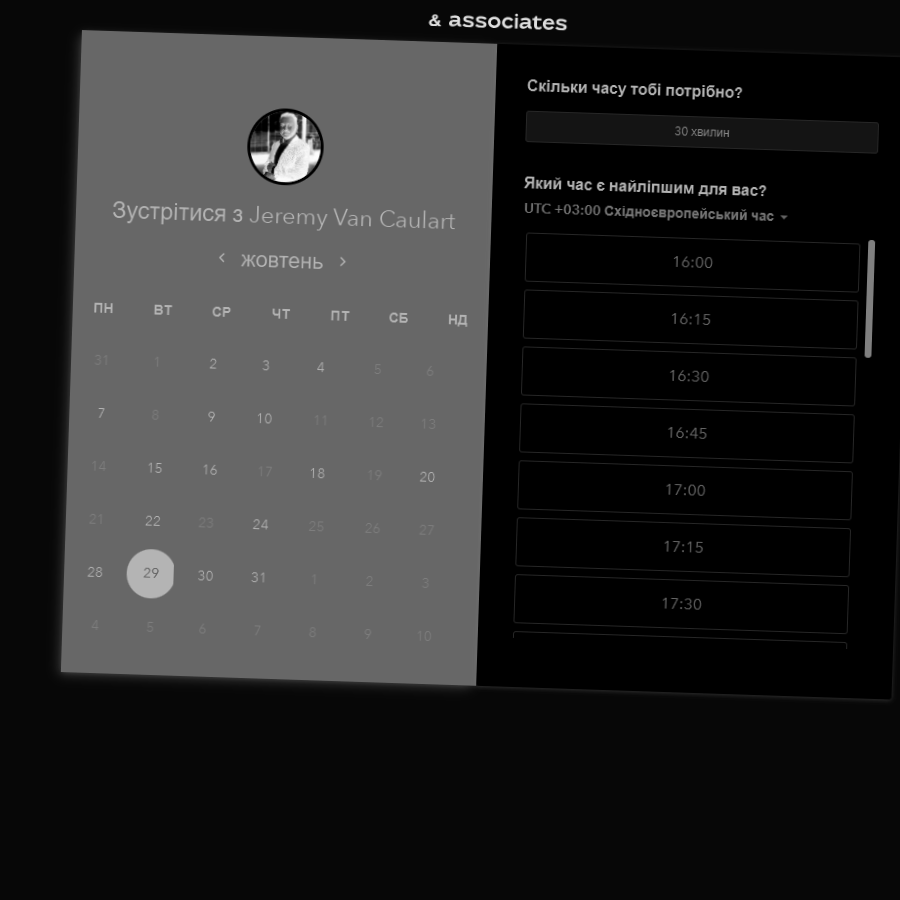 & associates
Зустрітися з Jeremy Van Caulart
жовтень
ПН ВТ СР ЧТ ПТ СБ НД
31 1 2 3 4 5 6
7 8 9 10 11 12 13
14 15 16 17 18 19 20
21 22 23 24 25 26 27
28 29 30 31 1 2 3
4 5 6 7 8 9 10
Скільки часу тобі потрібно?
30 хвилин
Який час є найліпшим для вас?
UTC +03:00 Східноєвропейський час
16:00
16:15
16:30
16:45
17:00
17:15
17:30